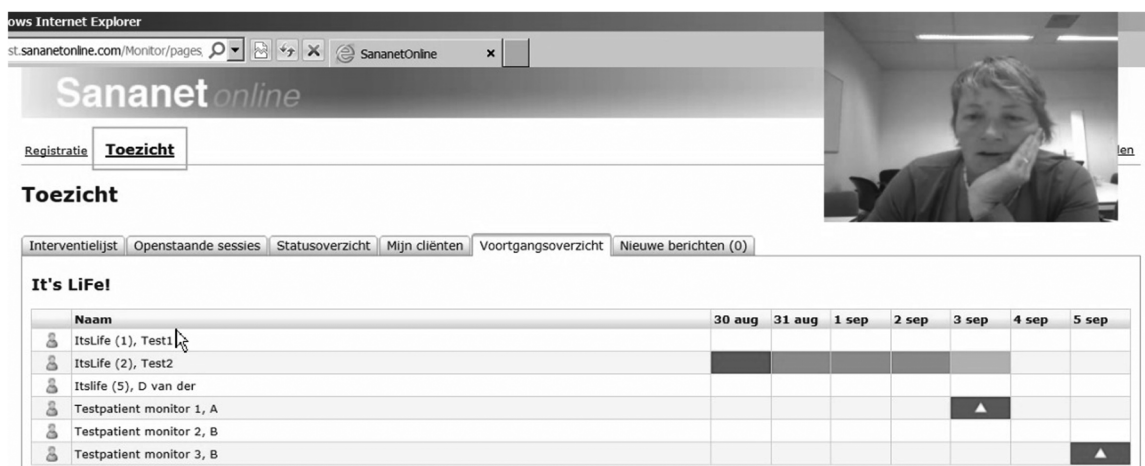 ows Internet Explorer
st.sananetonline.com/Monitor/pages, SananetOnline
Sananet online
Registratie Toezicht len
Toezicht
Interventielijst Openstaande sessies Statusoverzicht Mijn cliënten Voortgangsoverzicht Nieuwe berichten (0)
It's LiFe!
Naam 30 aug 31 aug 1 sep 2 sep 3 sep 4 sep 5 sep
ItsLife (1), Test1
ItsLife (2), Test2
Itslife (5), D van der
Testpatient monitor 1, A
Testpatient monitor 2, B
Testpatient monitor 3, B